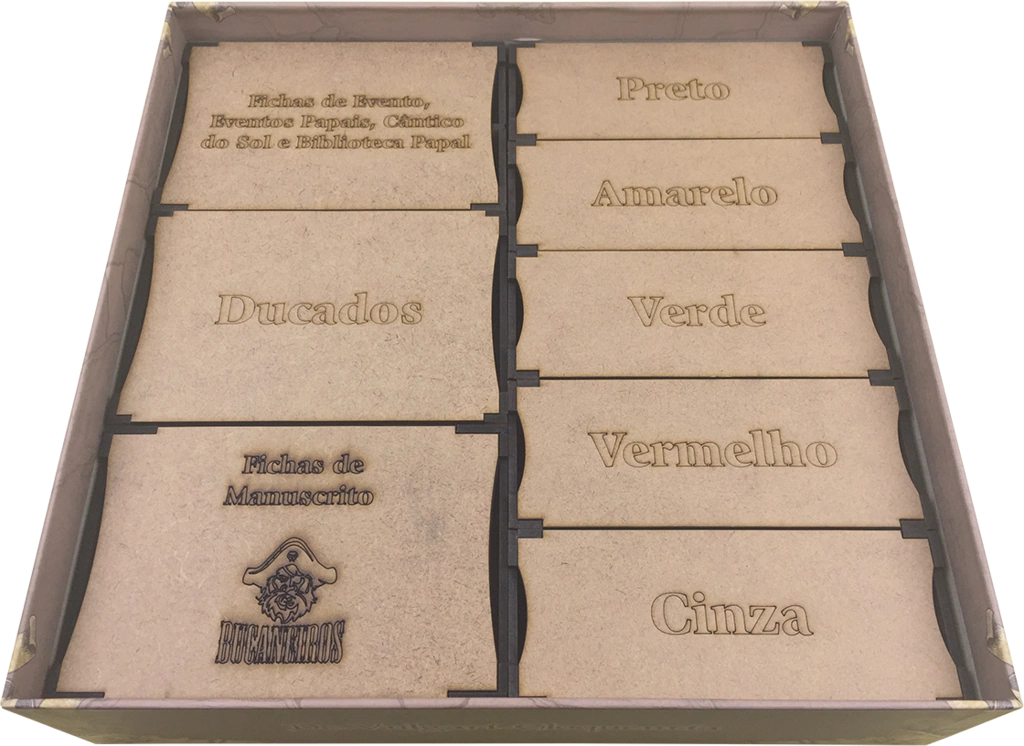 Fichas de Evento,
Eventos Papais, Cântico
do Sol e Biblioteca Papal
Ducados
Fichas de
Manuscrito
BUCANEIROS
Preto
Amarelo
Verde
Vermelho
Cinza